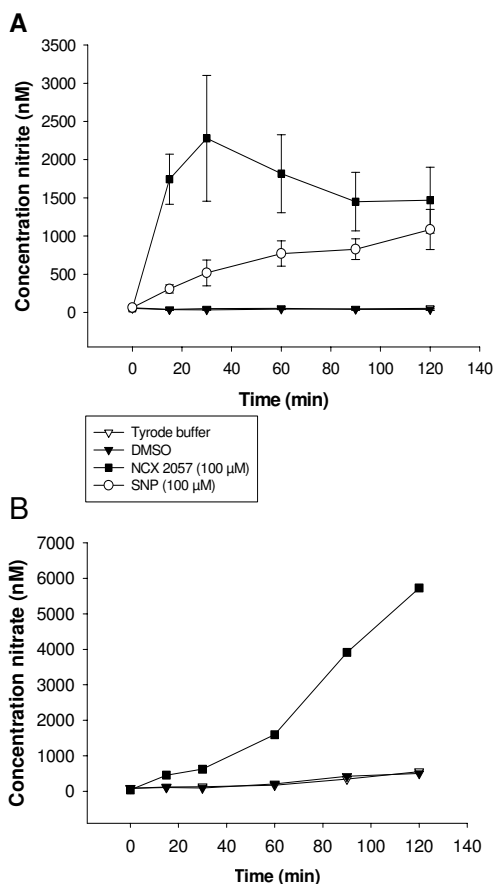 A
3500
3000
2500
2000
1500
1000
500
0
Concentration nitrite (nM)
0 20 40 60 80 100 120 140
Time (min)
Tyrode buffer
DMSO
NCX 2057 (100 µM)
SNP (100 µM)
B
7000
6000
5000
4000
3000
2000
1000
0
Concentration nitrate (nM)
0 20 40 60 80 100 120 140
Time (min)